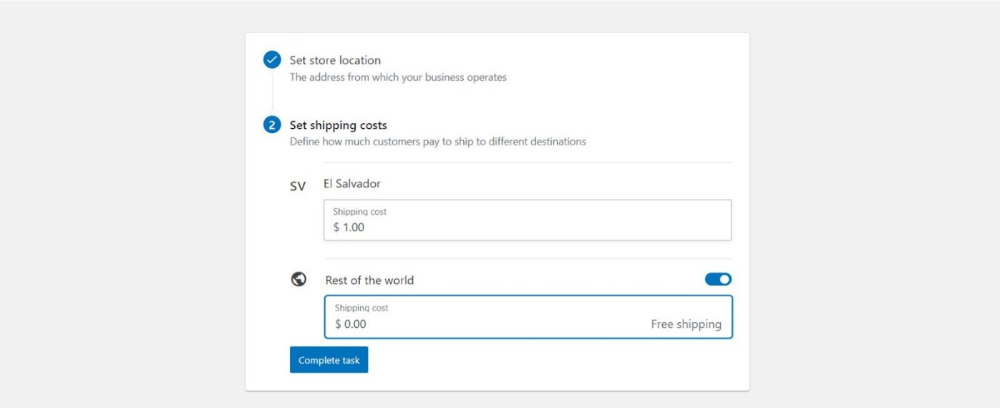 Set store location
The address from which your business operates
2
Set shipping costs
Define how much customers pay to ship to different destinations
SV El Salvador
Shipping cost
$ 1.00
Rest of the world
Shipping cost
$ 0.00 Free shipping
Complete task